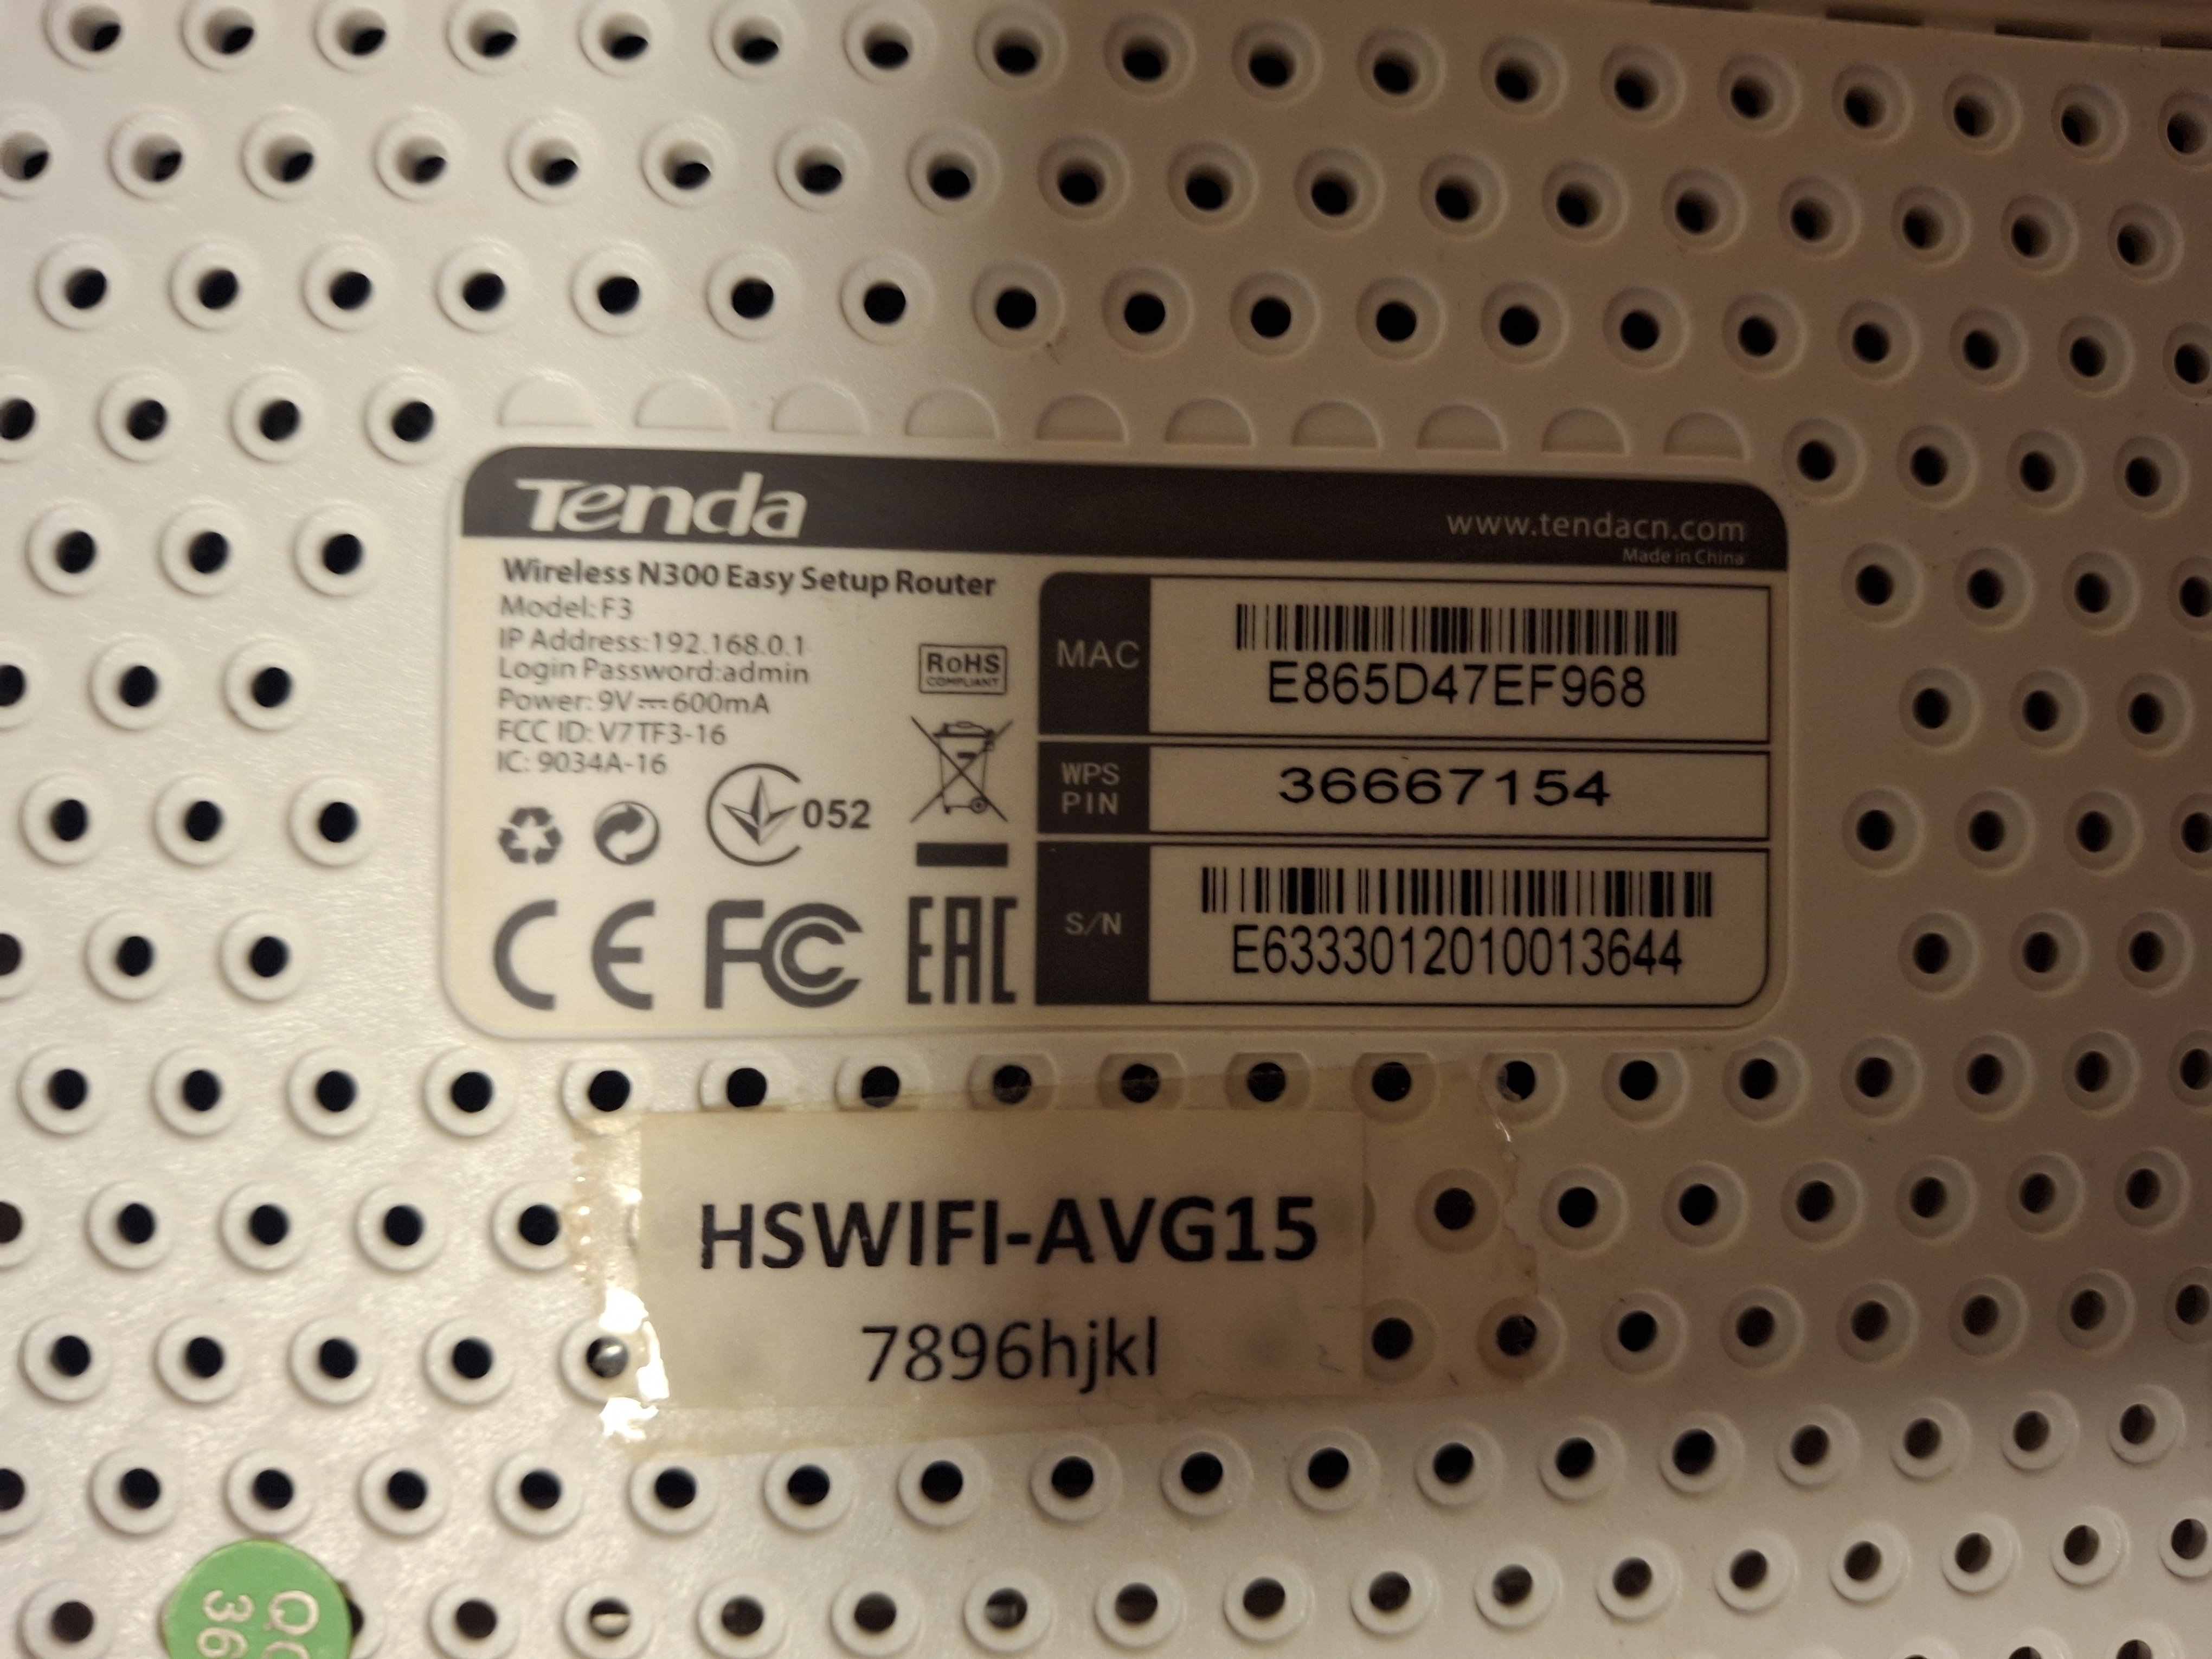 Tenda
www.tendacn.com
Made in China
Wireless N300 Easy Setup Router
Model: F3
IP Address:192.168.0.1
Login Password:admin
Power: 9V⎓600mA
FCC ID: V7TF3-16
IC: 9034A-16
RoHS
COMPLIANT
052
CE FC EAC
MAC
E865D47EF968
WPS
PIN
36667154
S/N
E6333012010013644
HSWIFI-AVG15
7896hjkl
36